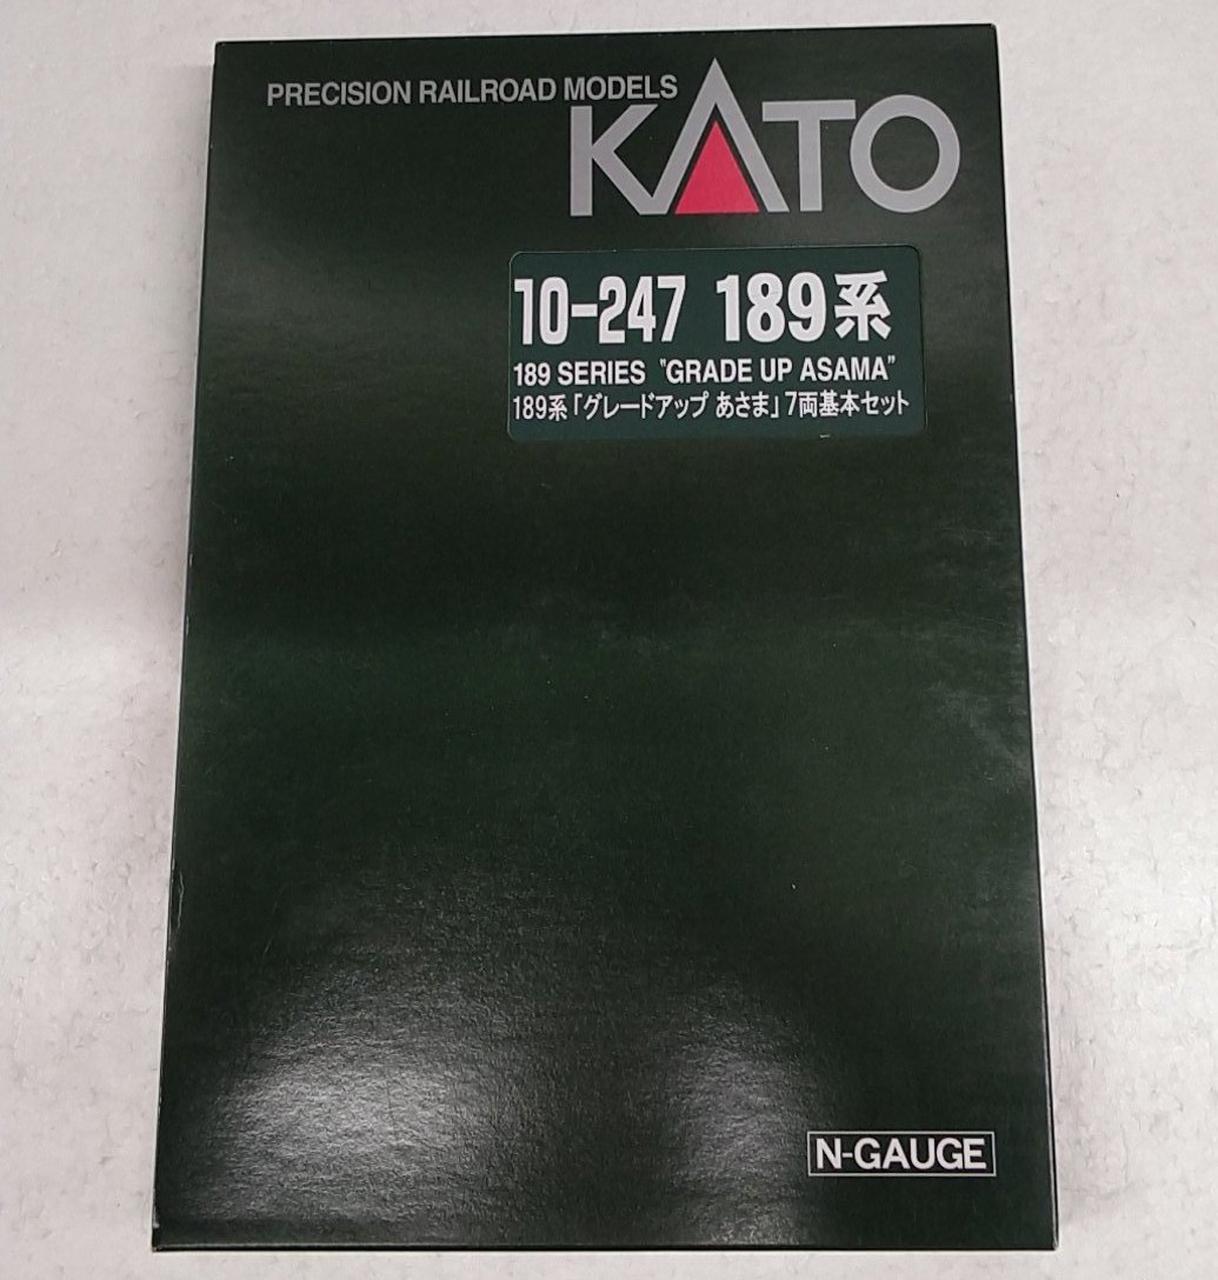 PRECISION RAILROAD MODELS
KATO
10-247 189系
189 SERIES "GRADE UP ASAMA"
189系「グレードアップ あさま」7両基本セット
N-GAUGE